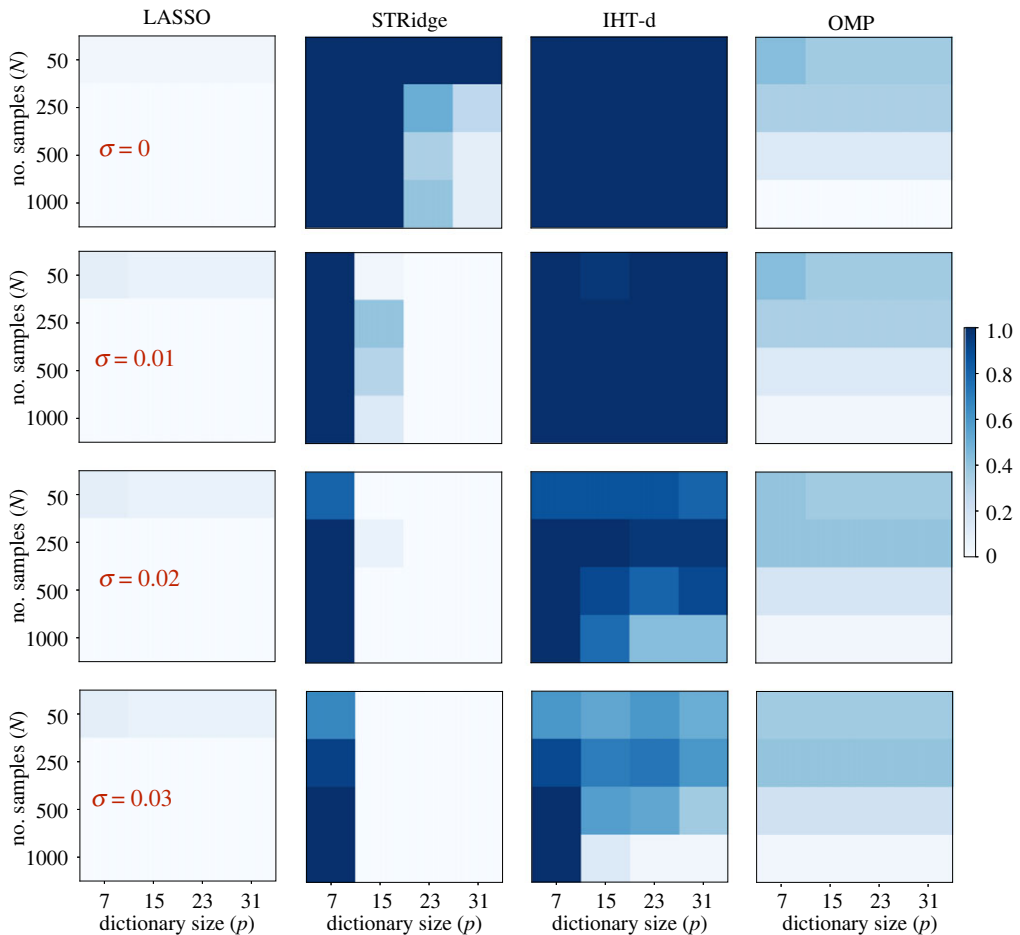 LASSO STRidge IHT-d OMP
no. samples (N)
50
250
500
1000
σ = 0
no. samples (N)
50
250
500
1000
σ = 0.01
1.0
0.8
0.6
0.4
0.2
0
no. samples (N)
50
250
500
1000
σ = 0.02
no. samples (N)
50
250
500
1000
σ = 0.03
7 15 23 31 7 15 23 31 7 15 23 31 7 15 23 31
dictionary size (p) dictionary size (p) dictionary size (p) dictionary size (p)